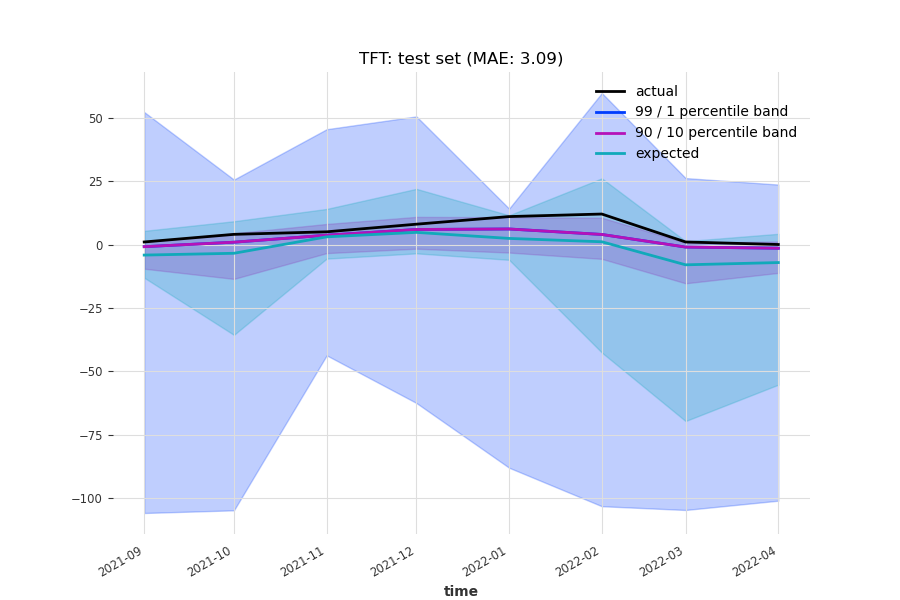 TFT: test set (MAE: 3.09)
actual
99 / 1 percentile band
90 / 10 percentile band
expected
50
25
0
−25
−50
−75
−100
2021-09
2021-10
2021-11
2021-12
2022-01
2022-02
2022-03
2022-04
time